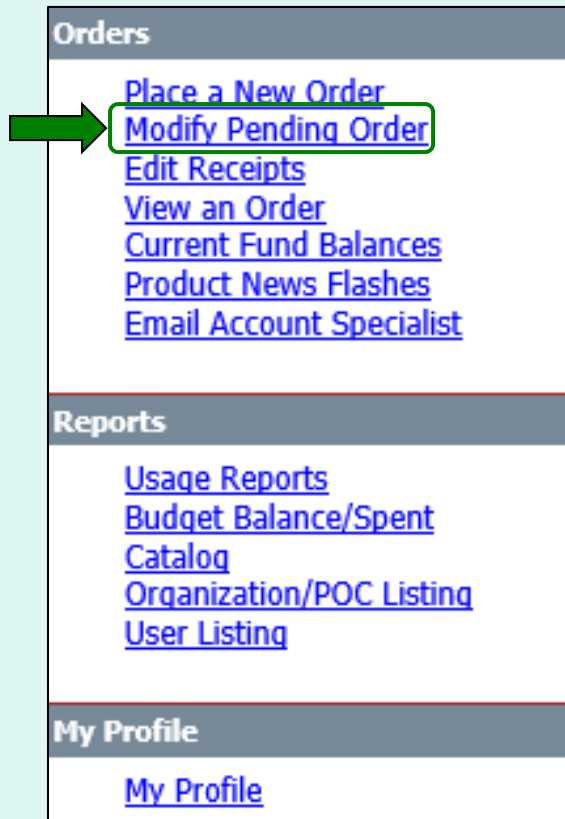 Orders
Place a New Order
Modify Pending Order
Edit Receipts
View an Order
Current Fund Balances
Product News Flashes
Email Account Specialist
Reports
Usage Reports
Budget Balance/Spent
Catalog
Organization/POC Listing
User Listing
My Profile
My Profile